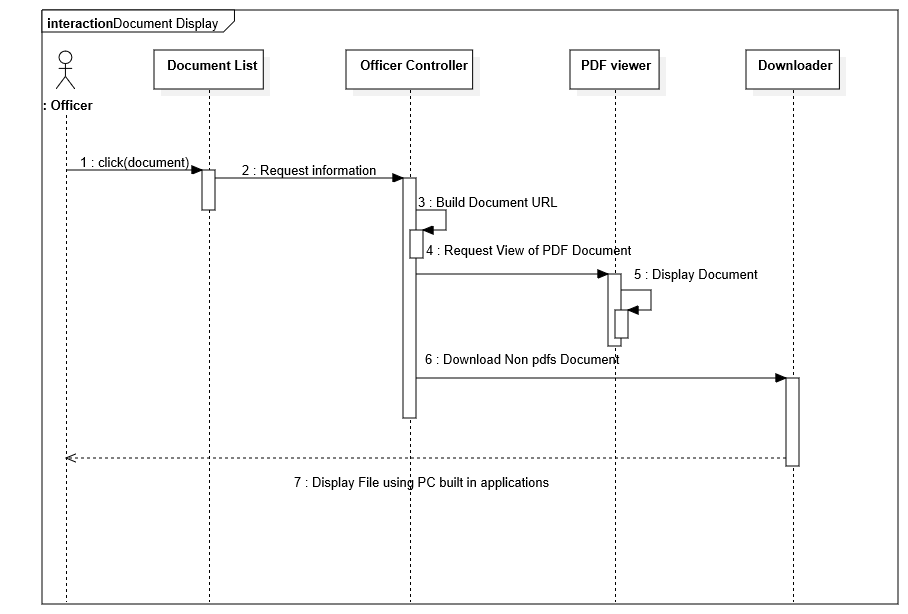 interactionDocument Display
Document List
Officer Controller
PDF viewer
Downloader
: Officer
1 : click(document)
2 : Request information
3 : Build Document URL
4 : Request View of PDF Document
5 : Display Document
6 : Download Non pdfs Document
7 : Display File using PC built in applications